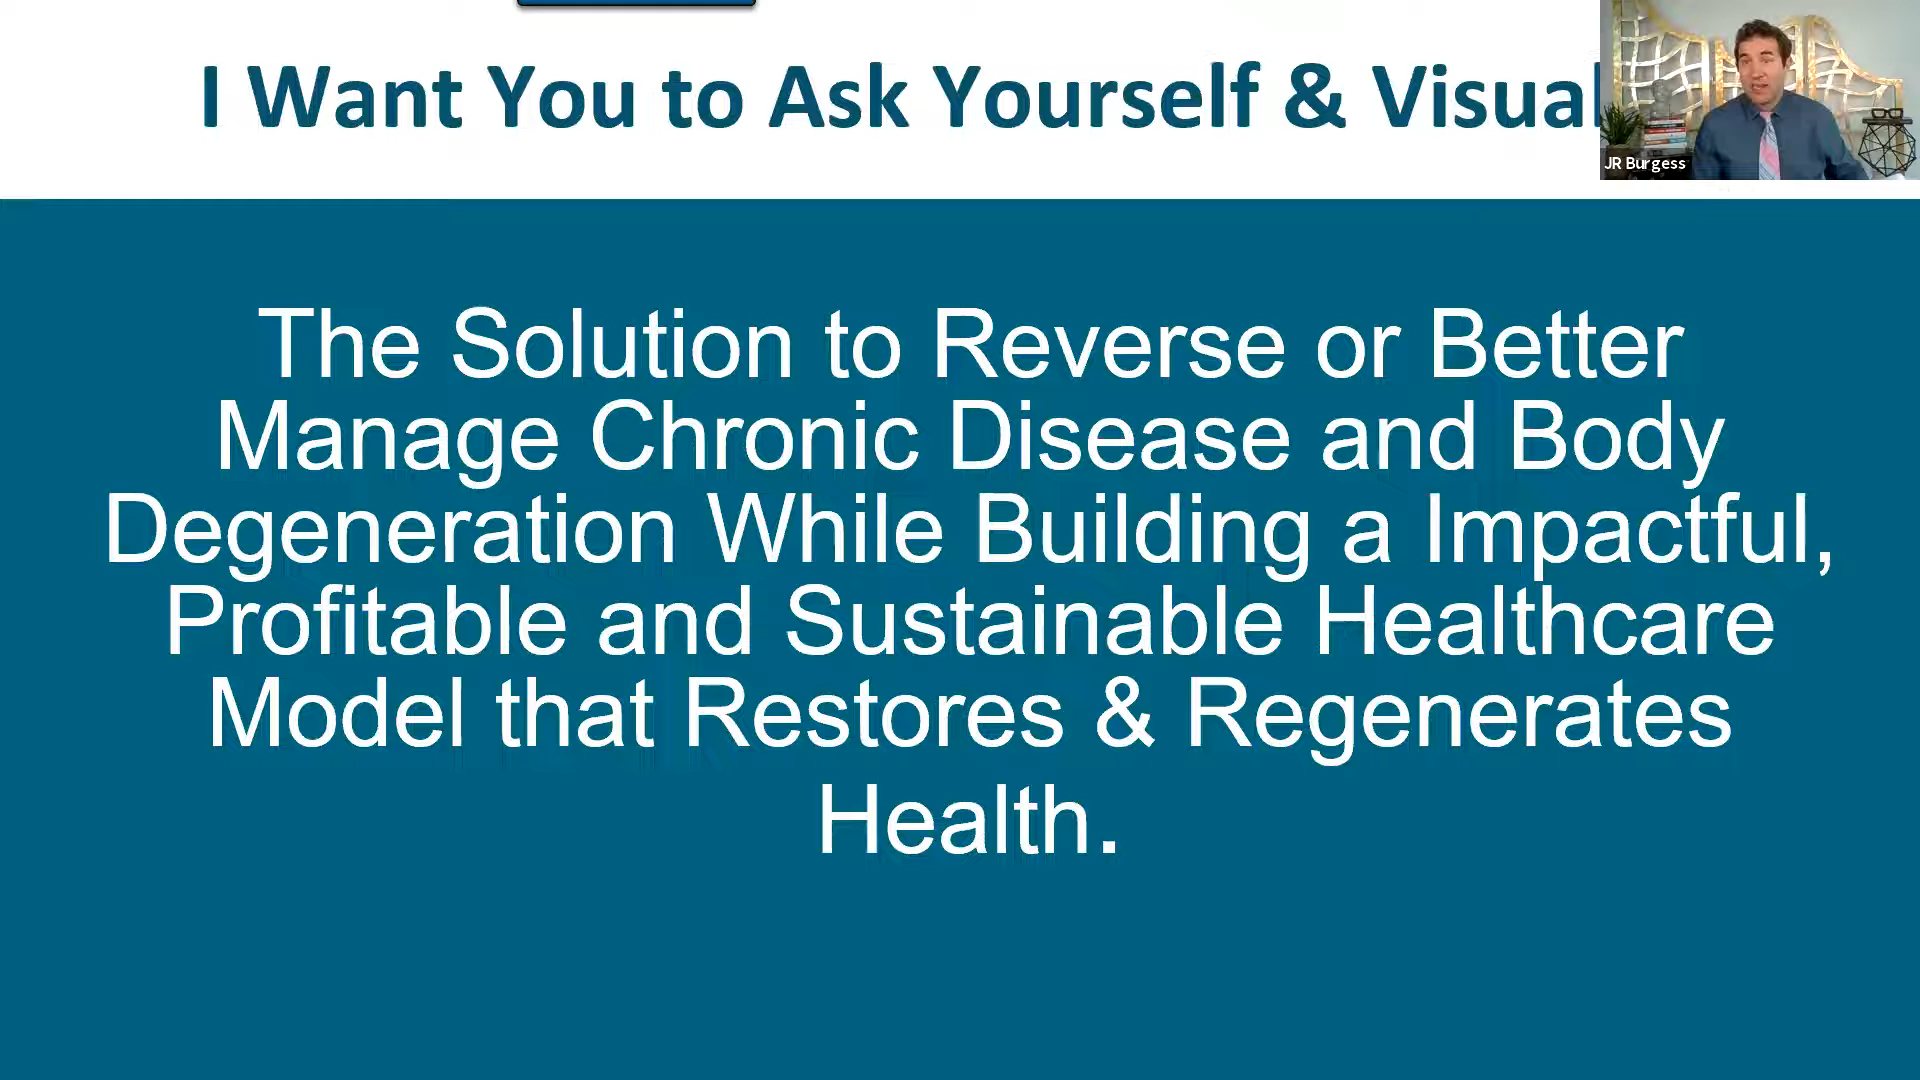 I Want You to Ask Yourself & Visual
JR Burgess
The Solution to Reverse or Better
Manage Chronic Disease and Body
Degeneration While Building a Impactful,
Profitable and Sustainable Healthcare
Model that Restores & Regenerates
Health.